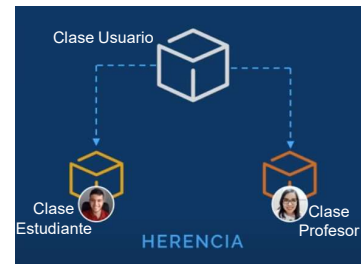 Clase Usuario
Clase
Estudiante
Clase
Profesor
HERENCIA